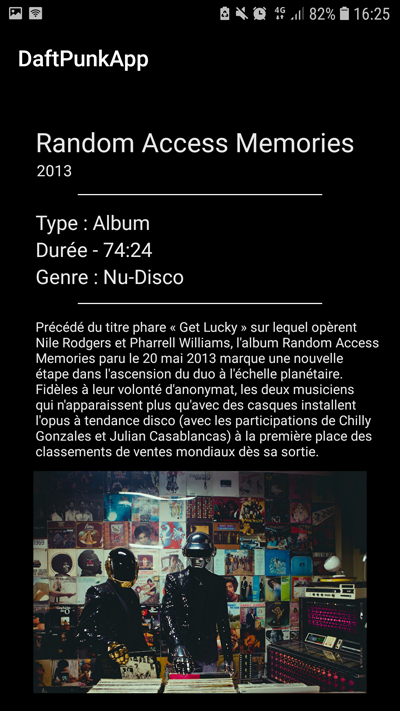 4G 82% 16:25
DaftPunkApp
Random Access Memories
2013
Type : Album
Durée - 74:24
Genre : Nu-Disco
Précédé du titre phare « Get Lucky » sur lequel opèrent
Nile Rodgers et Pharrell Williams, l'album Random Access
Memories paru le 20 mai 2013 marque une nouvelle
étape dans l'ascension du duo à l'échelle planétaire.
Fidèles à leur volonté d'anonymat, les deux musiciens
qui n'apparaissent plus qu'avec des casques installent
l'opus à tendance disco (avec les participations de Chilly
Gonzales et Julian Casablancas) à la première place des
classements de ventes mondiaux dès sa sortie.